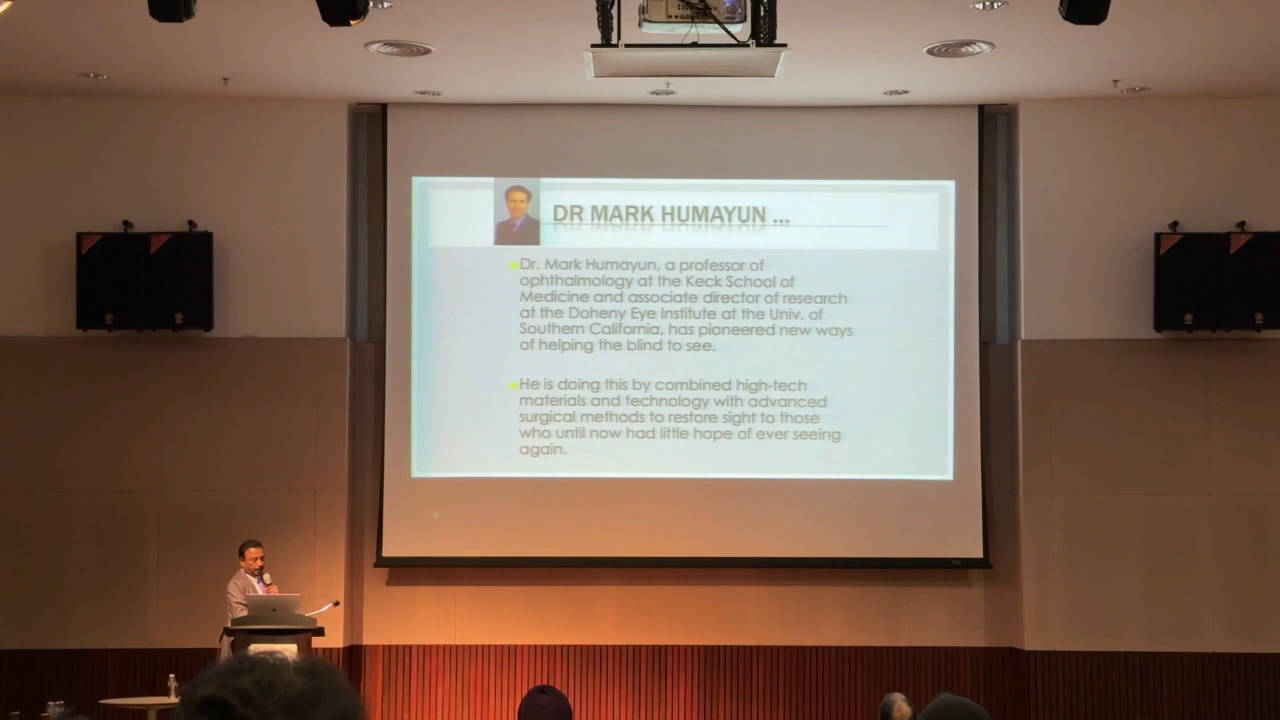 DR MARK HUMAYUN ...
Dr. Mark Humayun, a professor of
ophthalmology at the Keck School of
Medicine and associate director of research
at the Doheny Eye Institute at the Univ. of
Southern California, has pioneered new ways
of helping the blind to see.
He is doing this by combined high-tech
materials and technology with advanced
surgical methods to restore sight to those
who until now had little hope of ever seeing
again.